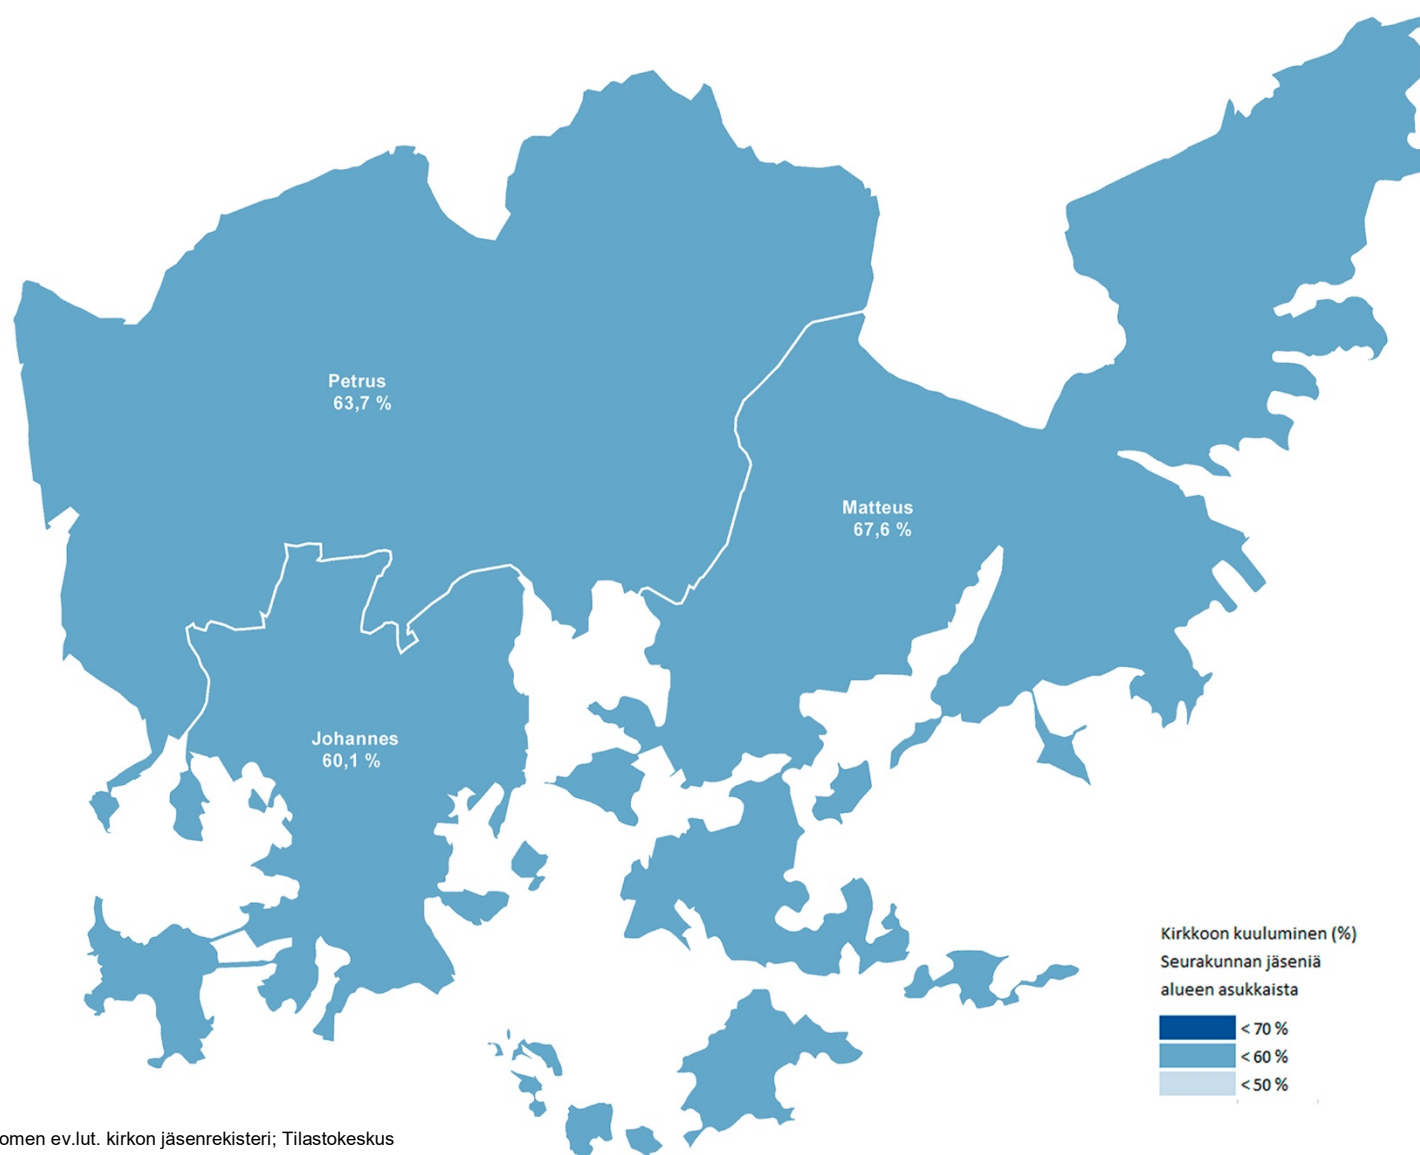 Petrus
63,7 %
Matteus
67,6 %
Johannes
60,1 %
Kirkkoon kuuluminen (%)
Seurakunnan jäseniä
alueen asukkaista
< 70 %
< 60 %
< 50 %
omen ev.lut. kirkon jäsenrekisteri; Tilastokeskus